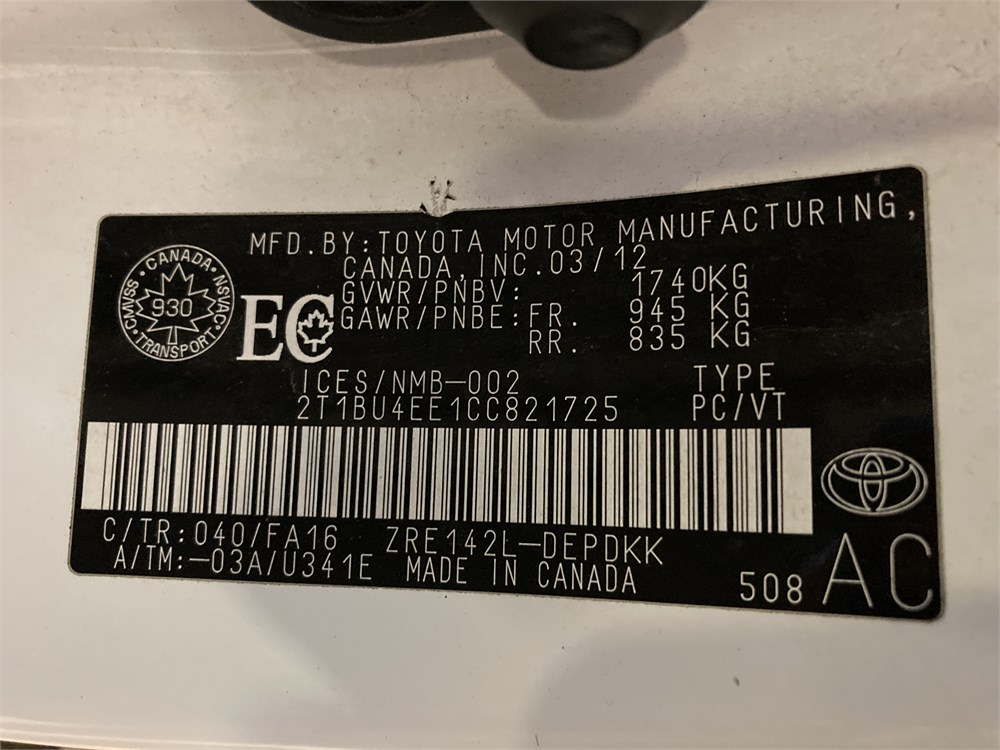 MFD.BY:TOYOTA MOTOR MANUFACTURING,
CANADA,INC.03/12
GVWR/PNBV: 1740KG
GAWR/PNBE:FR. 945 KG
RR. 835 KG
CANADA · NSVAC · TRANSPORT · CMVSS ·
930
EC
ICES/NMB-002 TYPE
2T1BU4EE1CC821725 PC/VT
C/TR:040/FA16 ZRE142L-DEPDKK
A/TM:-03A/U341E MADE IN CANADA
508 AC